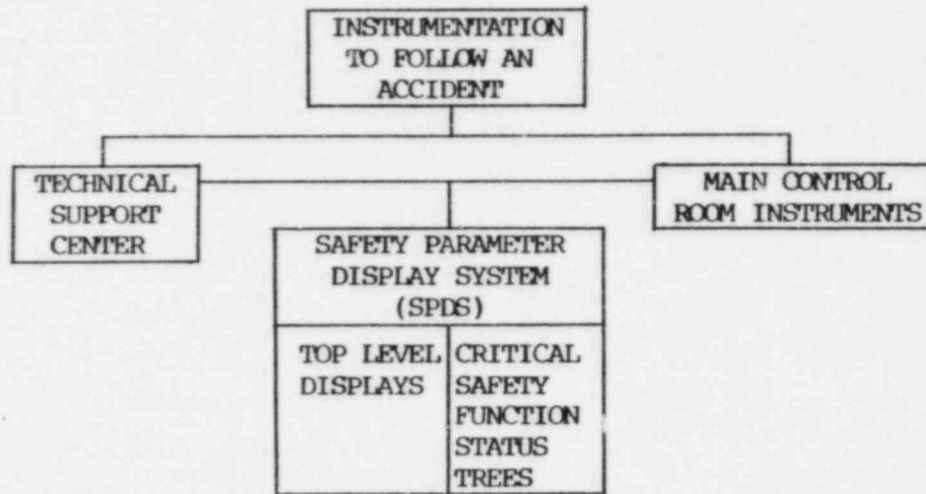 INSTRUMENTATION
TO FOLLOW AN
ACCIDENT
TECHNICAL
SUPPORT
CENTER
MAIN CONTROL
ROOM INSTRUMENTS
SAFETY PARAMETER
DISPLAY SYSTEM
(SPDS)
TOP LEVEL
DISPLAYS
CRITICAL
SAFETY
FUNCTION
STATUS
TREES